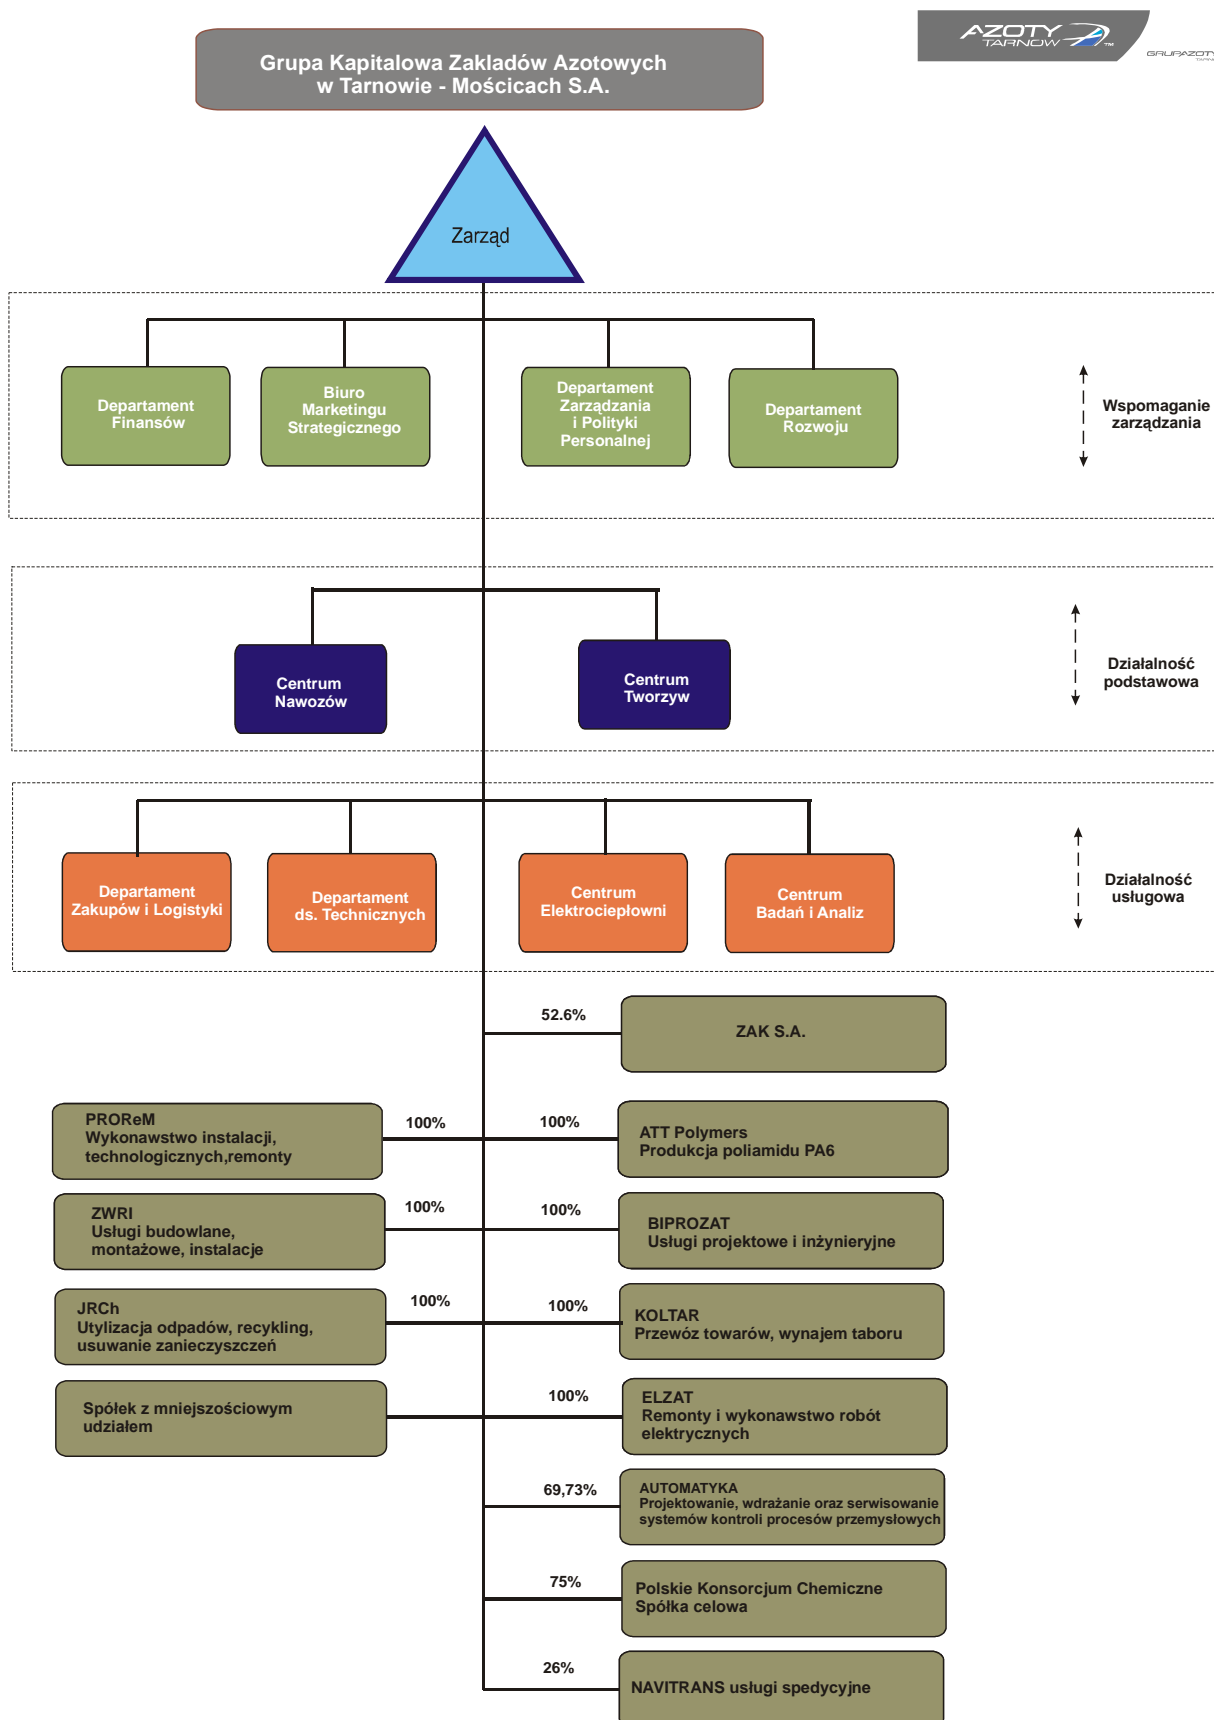 AZOTY
TARNÓW
TM
GRUPAZOTY
Grupa Kapitalowa Zakladów Azotowych
w Tarnowie - Mościcach S.A.
Zarząd
Departament
Finansów
Biuro
Marketingu
Strategicznego
Departament
Zarządzania
i Polityki
Personalnej
Departament
Rozwoju
Wspomaganie
zarządzania
Centrum
Nawozów
Centrum
Tworzyw
Działalność
podstawowa
Departament
Zakupów i Logistyki
Departament
ds. Technicznych
Centrum
Elektrociepłowni
Centrum
Badań i Analiz
Działalność
usługowa
52.6%
ZAK S.A.
PROReM
Wykonawstwo instalacji,
technologicznych,remonty
100%
100%
ATT Polymers
Produkcja poliamidu PA6
ZWRI
Usługi budowlane,
montażowe, instalacje
100%
100%
BIPROZAT
Usługi projektowe i inżynieryjne
JRCh
Utylizacja odpadów, recykling,
usuwanie zanieczyszczeń
100%
100%
KOLTAR
Przewóz towarów, wynajem taboru
Spółek z mniejszościowym
udziałem
100%
ELZAT
Remonty i wykonawstwo robót
elektrycznych
69,73%
AUTOMATYKA
Projektowanie, wdrażanie oraz serwisowanie
systemów kontroli procesów przemysłowych
75%
Polskie Konsorcjum Chemiczne
Spółka celowa
26%
NAVITRANS usługi spedycyjne